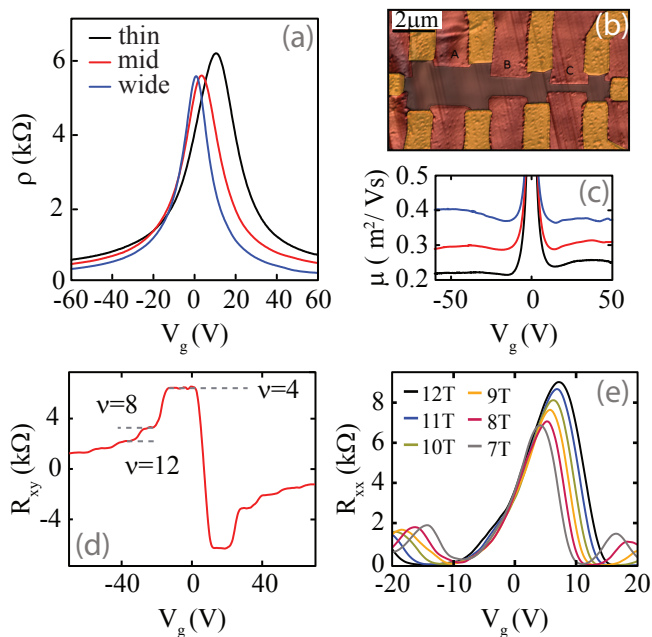 (a)
thin
mid
wide
6
4
2
0
ρ (kΩ)
-60 -40 -20 0 20 40 60
V_g (V)
2μm
(b)
A
B
C
(c)
0.4
0.3
0.2
μ ( m²/ Vs)
-50 0 50
V_g (V)
(d)
4
0
-4
R_xy (kΩ)
ν=8
ν=4
ν=12
-40 0 40
V_g (V)
(e)
12T
11T
10T
9T
8T
7T
8
6
4
2
0
R_xx (kΩ)
-20 -10 0 10 20
V_g (V)